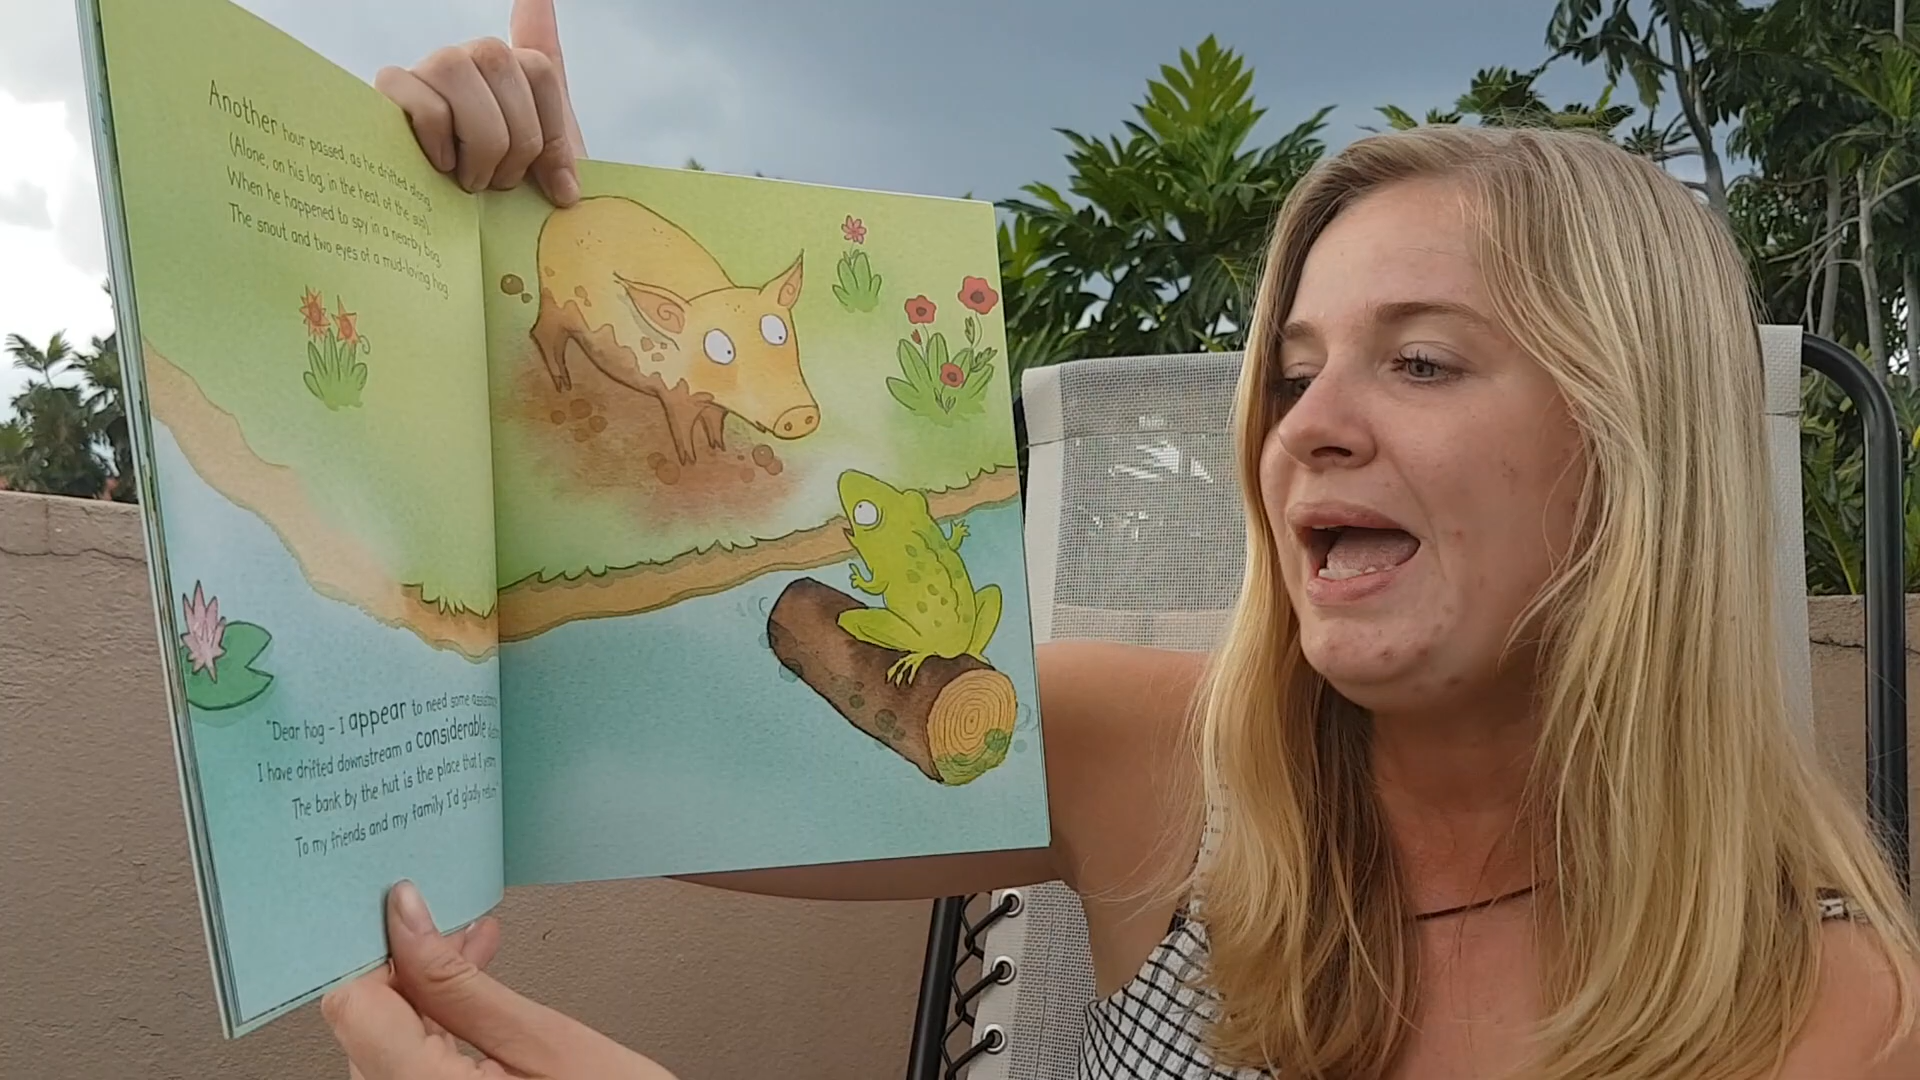 Another hour passed, as he drifted along,
(Alone, on his log, in the heat of the sun),
When he happened to spy in a nearby bog,
The snout and two eyes of a mud-loving hog.
"Dear hog – I appear to need some
I have drifted downstream a considerable
The bank by the hut is the place that I yearn
To my friends and my family I'd gladly return"